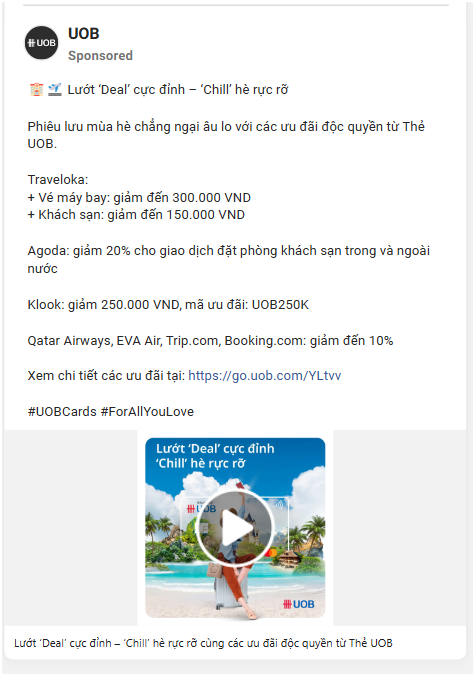 UOB
UOB
Sponsored
Lướt ‘Deal’ cực đỉnh – ‘Chill’ hè rực rỡ
Phiêu lưu mùa hè chẳng ngại âu lo với các ưu đãi độc quyền từ Thẻ
UOB.
Traveloka:
+ Vé máy bay: giảm đến 300.000 VND
+ Khách sạn: giảm đến 150.000 VND
Agoda: giảm 20% cho giao dịch đặt phòng khách sạn trong và ngoài
nước
Klook: giảm 250.000 VND, mã ưu đãi: UOB250K
Qatar Airways, EVA Air, Trip.com, Booking.com: giảm đến 10%
Xem chi tiết các ưu đãi tại: https://go.uob.com/YLtvv
#UOBCards #ForAllYouLove
Lướt ‘Deal’ cực đỉnh
‘Chill’ hè rực rỡ
UOB
UOB
Lướt ‘Deal’ cực đỉnh – ‘Chill’ hè rực rỡ cùng các ưu đãi độc quyền từ Thẻ UOB